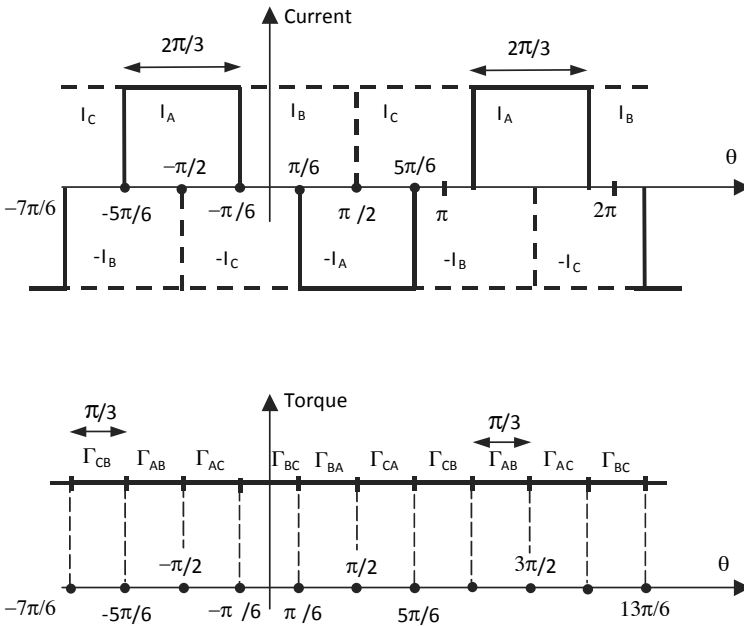 Current
2π/3
2π/3
I_C
I_A
I_B
I_C
I_A
I_B
−π/2
π/6
5π/6
θ
−7π/6
-5π/6
−π/6
π/2
π
2π
-I_B
-I_C
-I_A
-I_B
-I_C
Torque
π/3
π/3
Γ_CB
Γ_AB
Γ_AC
Γ_BC
Γ_BA
Γ_CA
Γ_CB
Γ_AB
Γ_AC
Γ_BC
−π/2
π/2
3π/2
θ
−7π/6
-5π/6
−π/6
π/6
5π/6
13π/6